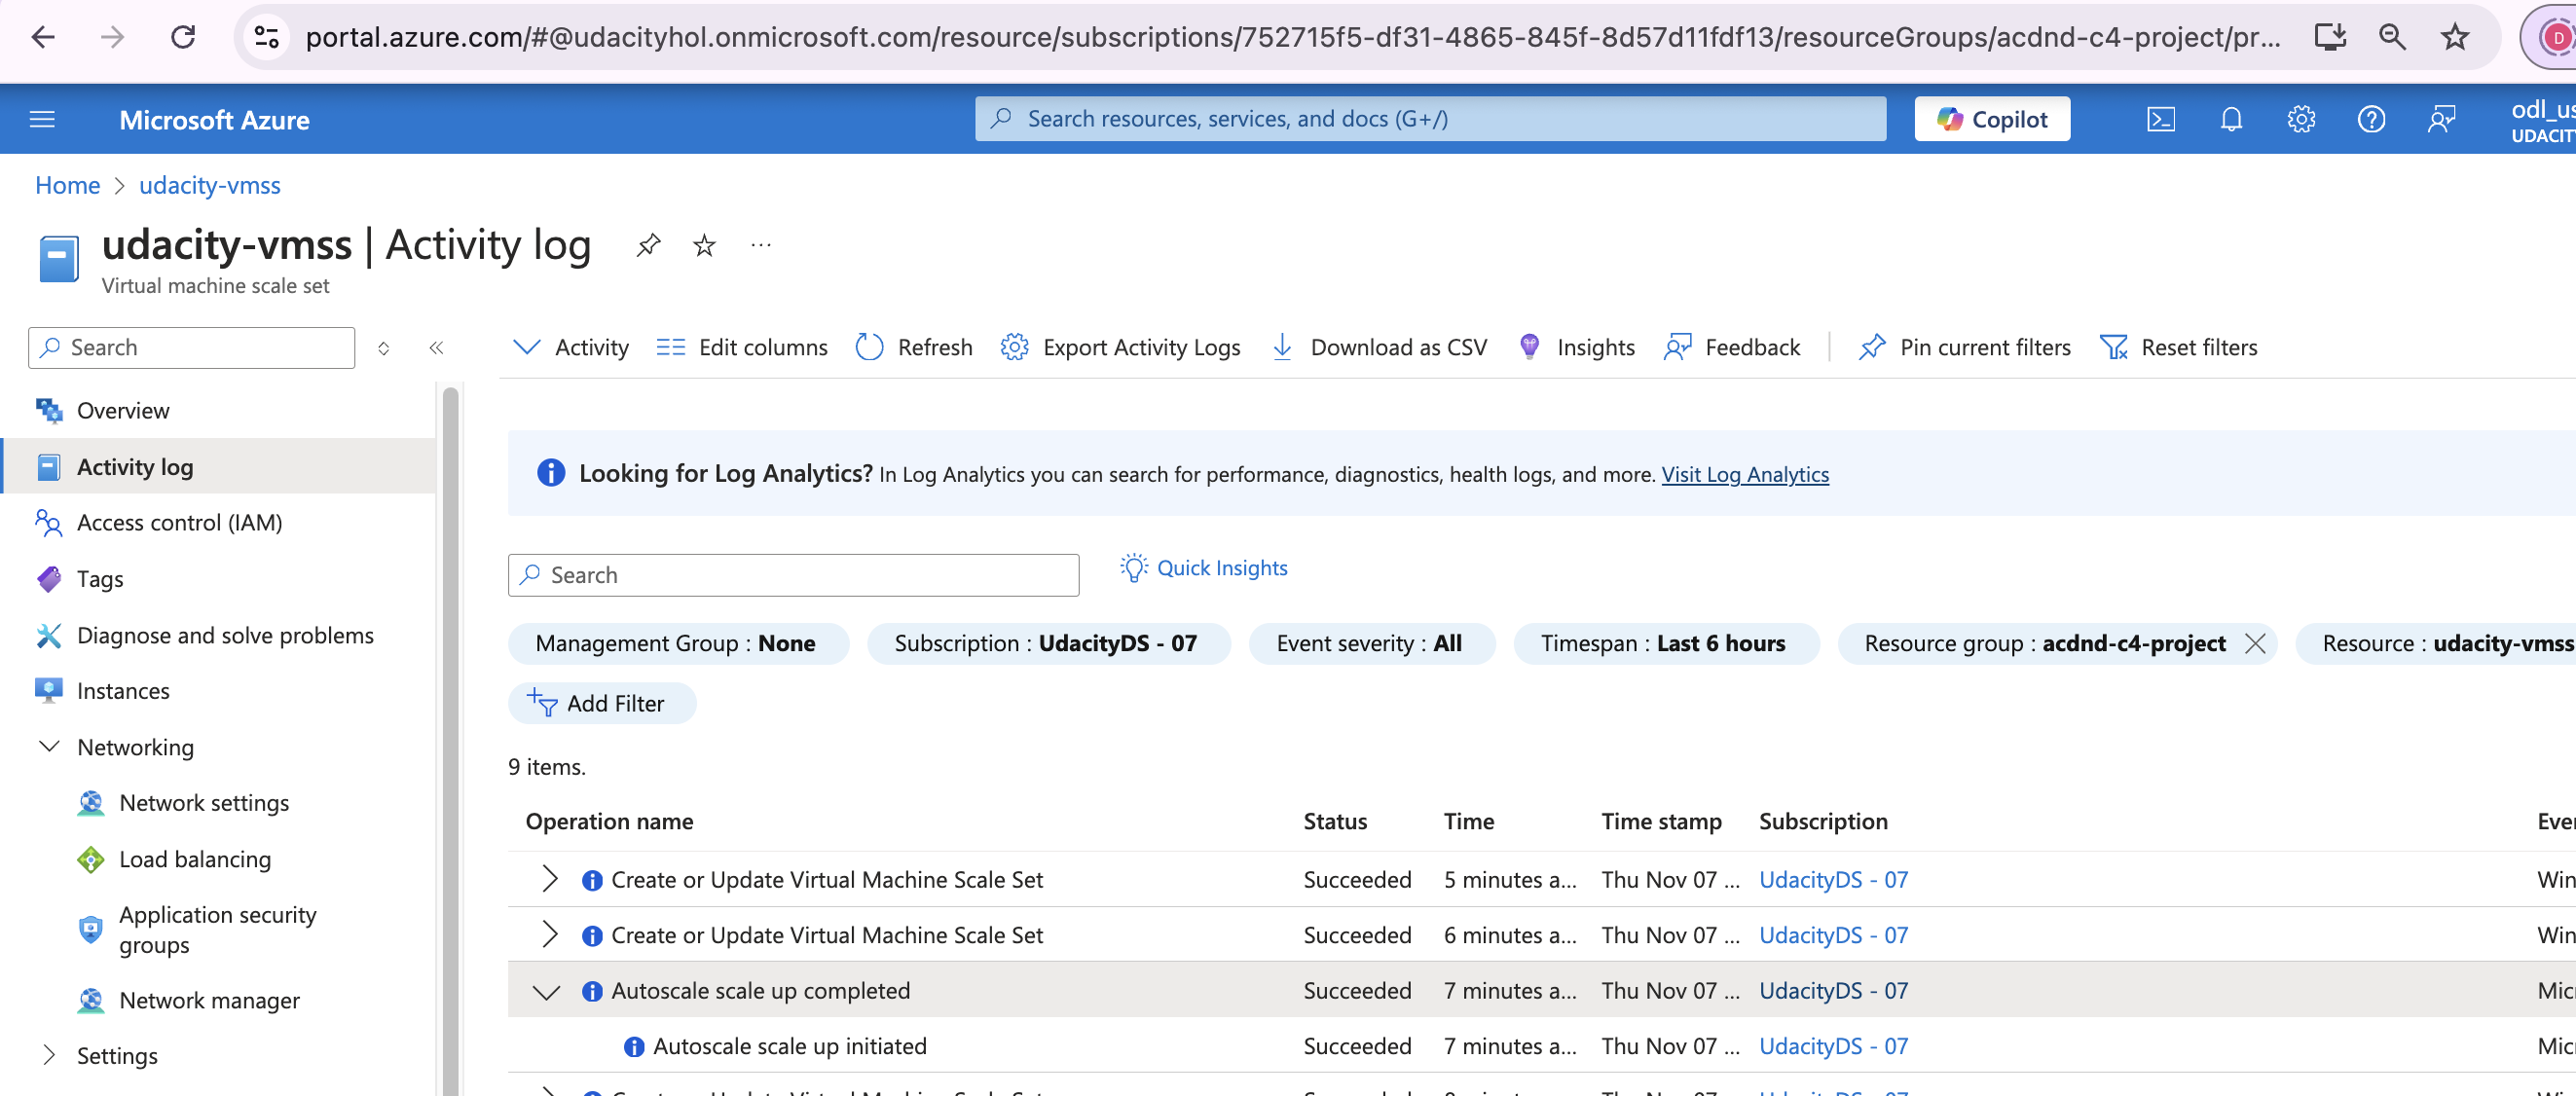 portal.azure.com/#@udacityhol.onmicrosoft.com/resource/subscriptions/752715f5-df31-4865-845f-8d57d11fdf13/resourceGroups/acdnd-c4-project/pr...
D
Microsoft Azure
Search resources, services, and docs (G+/)
Copilot
odl_us
UDACIT
Home > udacity-vmss
udacity-vmss | Activity log
...
Virtual machine scale set
Search
Activity
Edit columns
Refresh
Export Activity Logs
Download as CSV
Insights
Feedback
Pin current filters
Reset filters
Overview
Activity log
Access control (IAM)
Tags
Diagnose and solve problems
Instances
Networking
Network settings
Load balancing
Application security
groups
Network manager
Settings
Looking for Log Analytics? In Log Analytics you can search for performance, diagnostics, health logs, and more. Visit Log Analytics
Search
Quick Insights
Management Group : None
Subscription : UdacityDS - 07
Event severity : All
Timespan : Last 6 hours
Resource group : acdnd-c4-project
Resource : udacity-vmss
Add Filter
9 items.
Operation name Status Time Time stamp Subscription Even
Create or Update Virtual Machine Scale Set Succeeded 5 minutes a... Thu Nov 07 ... UdacityDS - 07 Win
Create or Update Virtual Machine Scale Set Succeeded 6 minutes a... Thu Nov 07 ... UdacityDS - 07 Win
Autoscale scale up completed Succeeded 7 minutes a... Thu Nov 07 ... UdacityDS - 07 Micr
Autoscale scale up initiated Succeeded 7 minutes a... Thu Nov 07 ... UdacityDS - 07 Micr